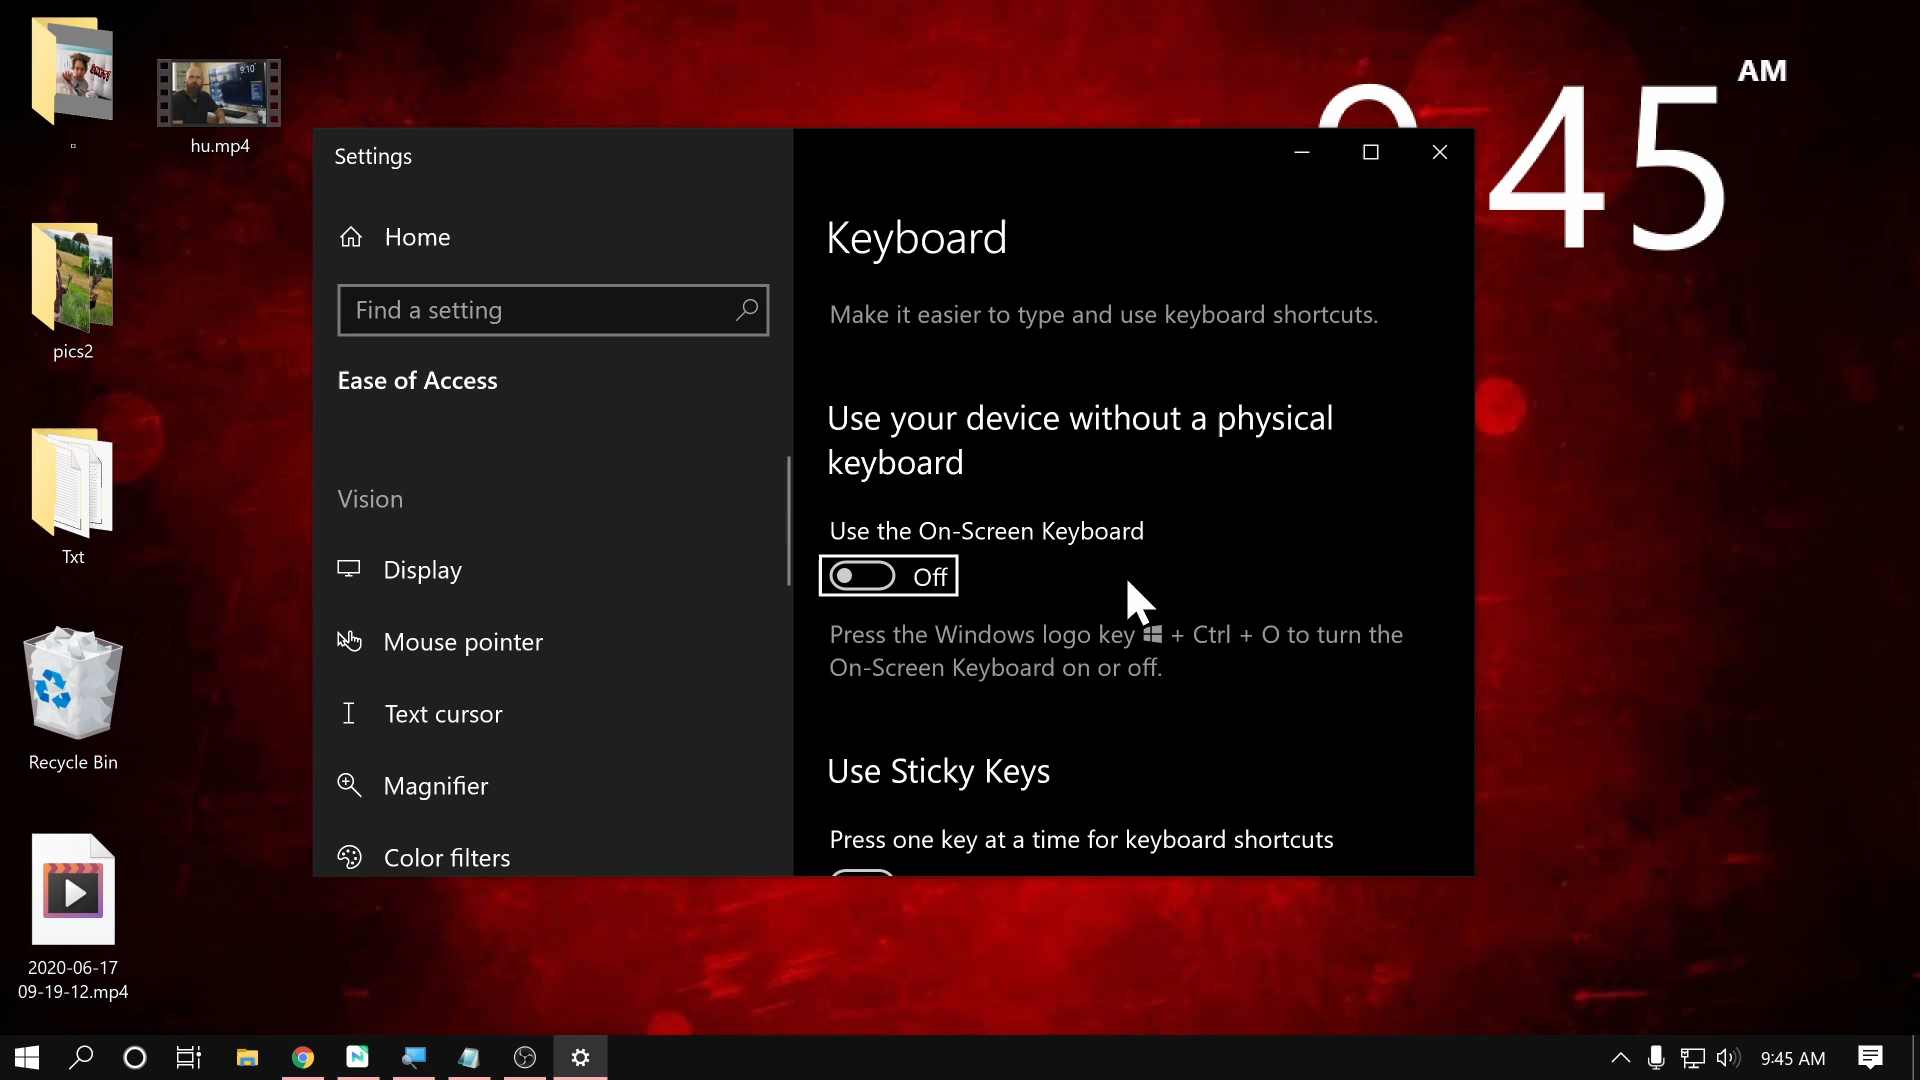 hu.mp4
pics2
Txt
Recycle Bin
2020-06-17
09-19-12.mp4
AM
45
Settings
Home
Find a setting
Ease of Access
Vision
Display
Mouse pointer
Text cursor
Magnifier
Color filters
Keyboard
Make it easier to type and use keyboard shortcuts.
Use your device without a physical
keyboard
Use the On-Screen Keyboard
Off
Press the Windows logo key + Ctrl + O to turn the
On-Screen Keyboard on or off.
Use Sticky Keys
Press one key at a time for keyboard shortcuts
9:45 AM